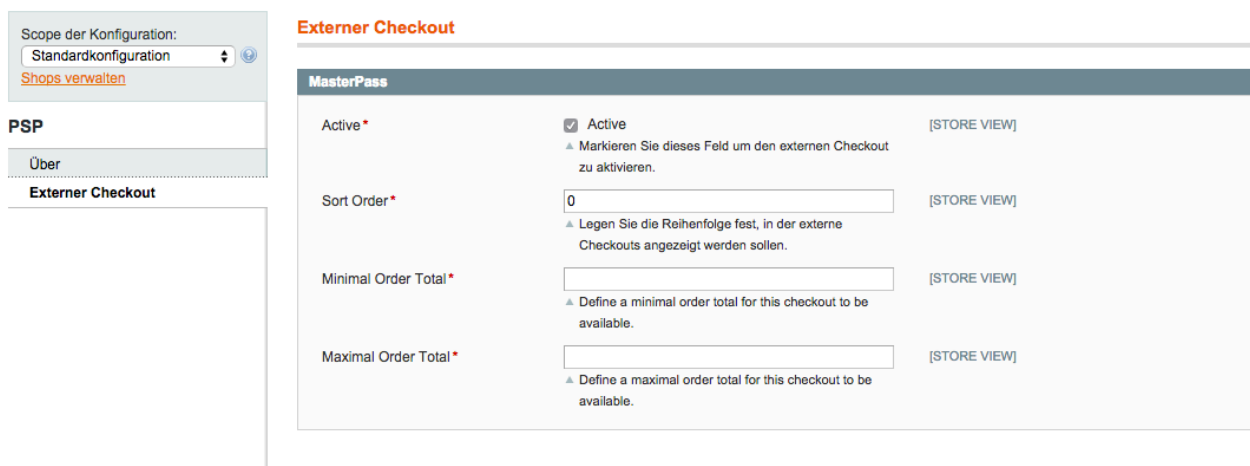 Scope der Konfiguration:
Standardkonfiguration
Shops verwalten
PSP
Über
Externer Checkout
Externer Checkout
MasterPass
Active* Active [STORE VIEW]
Markieren Sie dieses Feld um den externen Checkout
zu aktivieren.
Sort Order* 0 [STORE VIEW]
Legen Sie die Reihenfolge fest, in der externe
Checkouts angezeigt werden sollen.
Minimal Order Total* [STORE VIEW]
Define a minimal order total for this checkout to be
available.
Maximal Order Total* [STORE VIEW]
Define a maximal order total for this checkout to be
available.